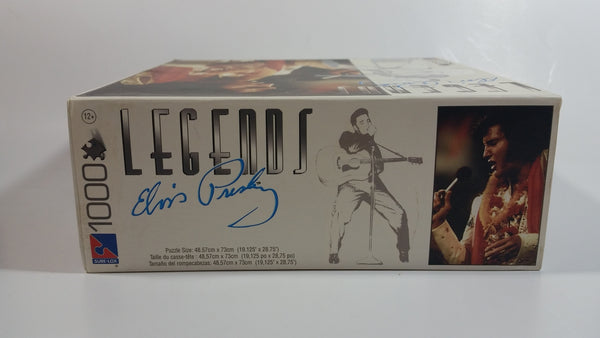 LEGENDS
12+
LEGENDS
Elvis Presley
1000
SURE-LOX
Puzzle Size: 48.57cm x 73cm (19.125" x 28.75")
Taille du casse-tête : 48,57cm x 73cm (19,125 po x 28,75 po)
Tamaño del rompecabezas: 48.57cm x 73cm (19.125" x 28.75")